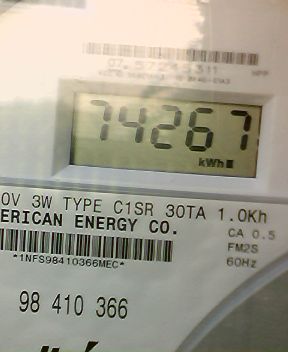 74267
kWh
0V 3W TYPE C1SR 30TA 1.0Kh
ERICAN ENERGY CO.
CA 0.5
FM2S
60Hz
*1NFS98410366MEC*
98 410 366